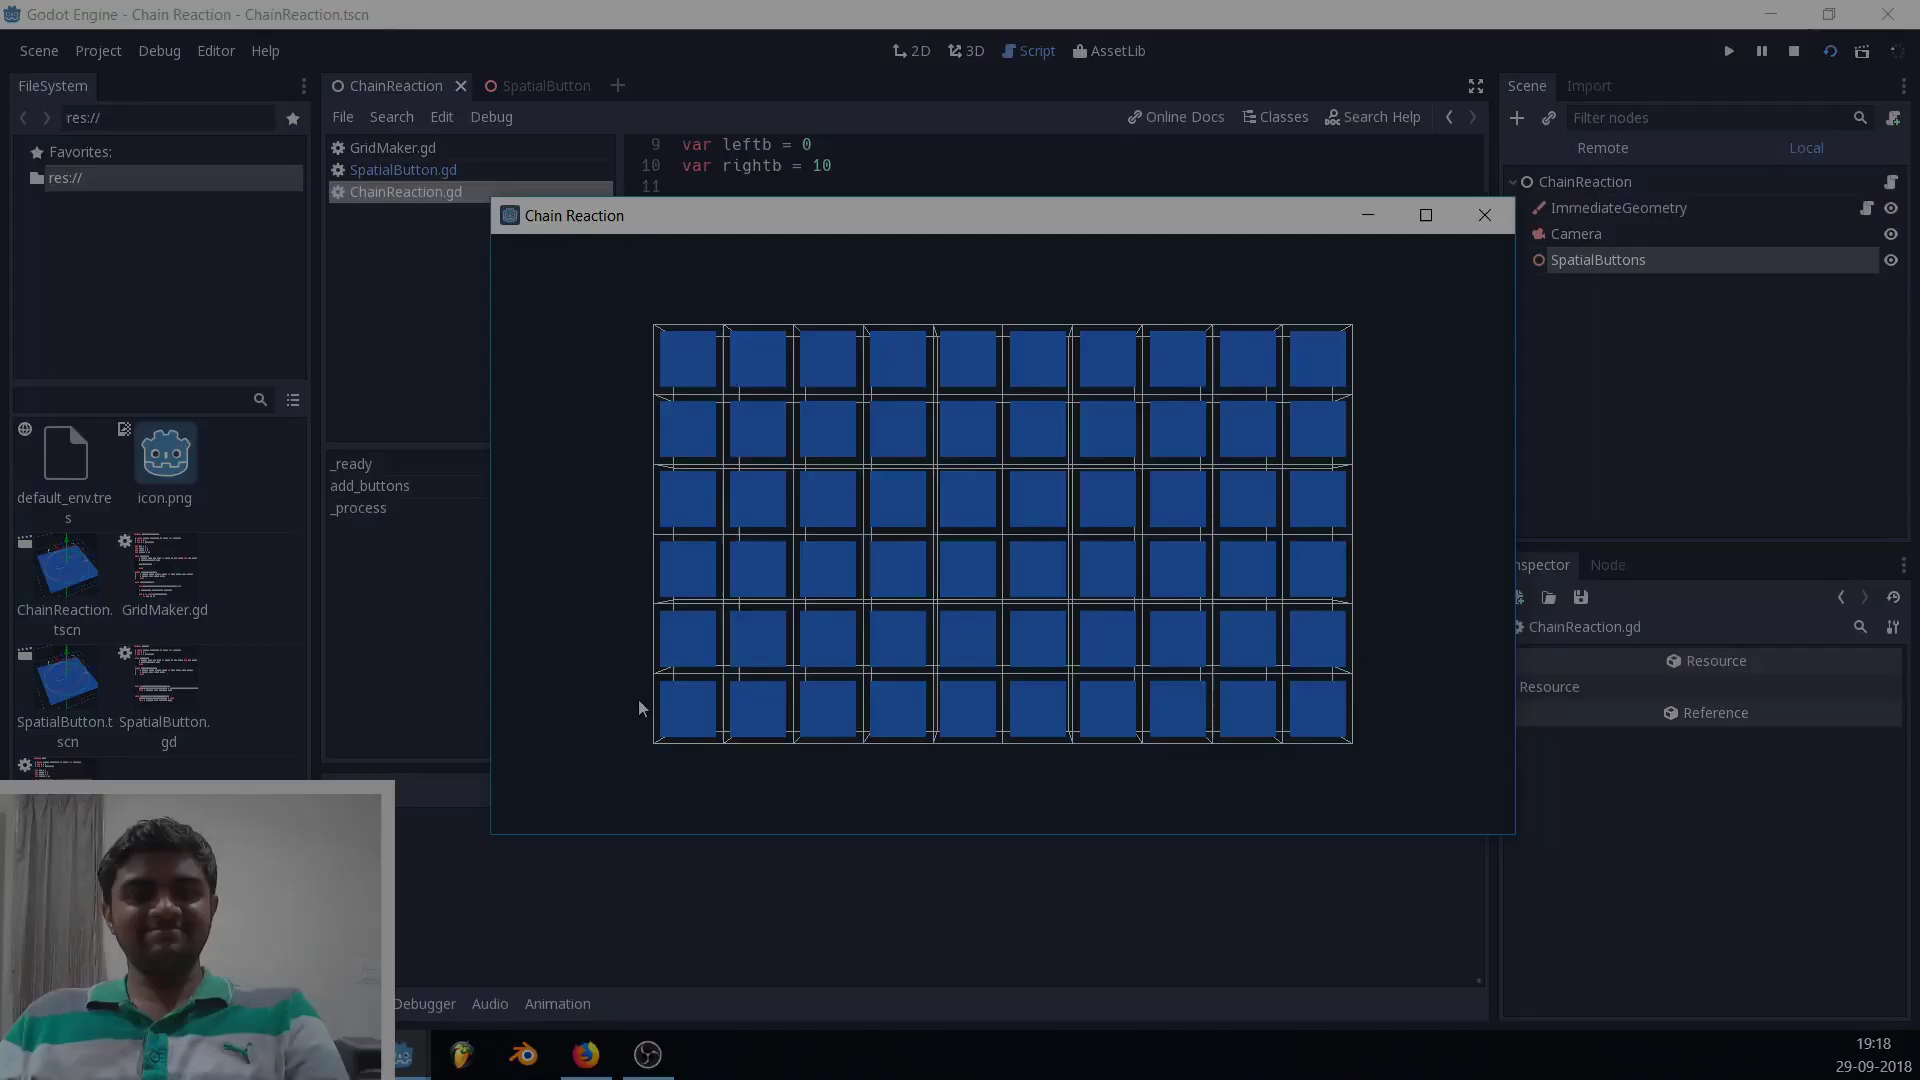 Godot Engine - Chain Reaction - ChainReaction.tscn
Scene Project Debug Editor Help
2D 3D Script AssetLib
FileSystem
ChainReaction SpatialButton
Scene Import
res://
File Search Edit Debug
Online Docs Classes Search Help
Filter nodes
Favorites:
res://
GridMaker.gd
SpatialButton.gd
ChainReaction.gd
9 var leftb = 0
10 var rightb = 10
11
Remote Local
ChainReaction
ImmediateGeometry
Camera
SpatialButtons
Chain Reaction
_ready
add_buttons
_process
default_env.tre
s
icon.png
ChainReaction.
tscn
GridMaker.gd
SpatialButton.t
scn
SpatialButton.
gd
nspector Node
ChainReaction.gd
Resource
Resource
Reference
Debugger Audio Animation
19:18
29-09-2018